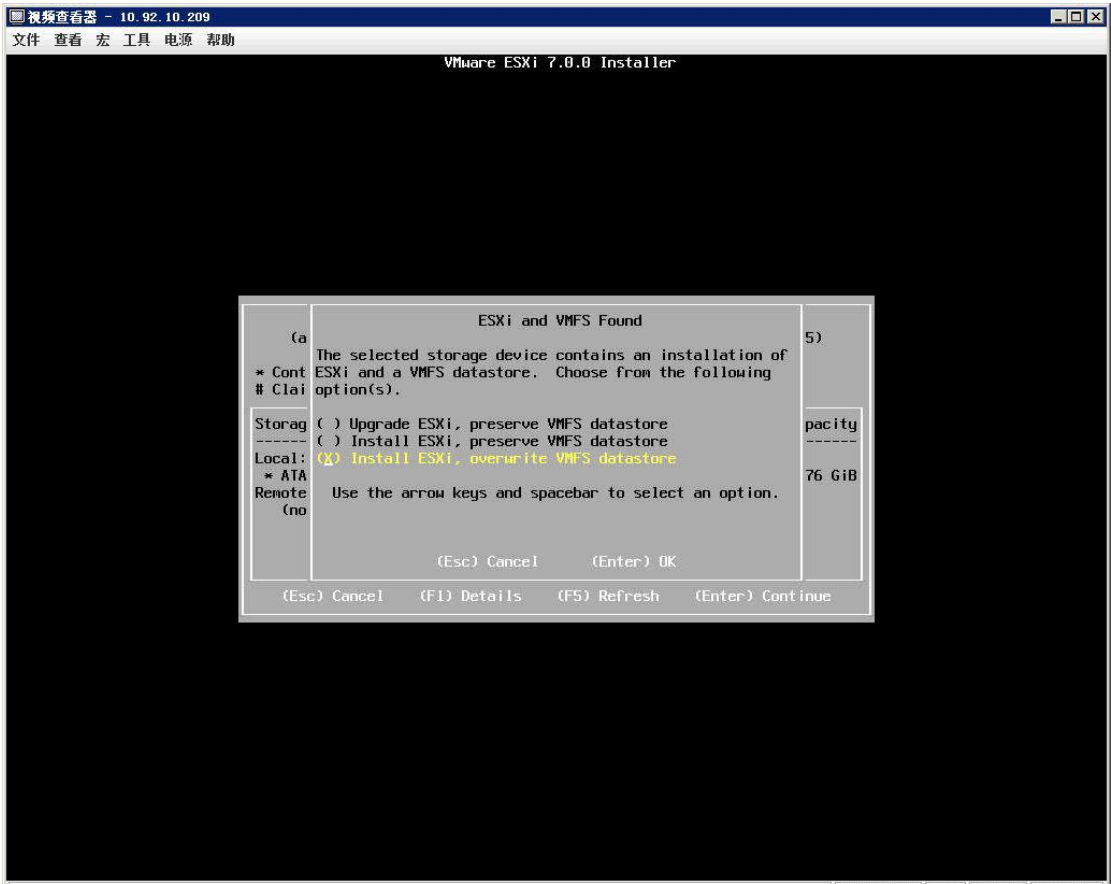 视频查看器 - 10.92.10.209
文件 查看 宏 工具 电源 帮助
VMware ESXi 7.0.0 Installer
ESXi and VMFS Found
(a 5)
The selected storage device contains an installation of
* Cont ESXi and a VMFS datastore. Choose from the following
# Clai option(s).
Storag ( ) Upgrade ESXi, preserve VMFS datastore pacity
------ ( ) Install ESXi, preserve VMFS datastore ------
Local: (X) Install ESXi, overwrite VMFS datastore
* ATA 76 GiB
Remote Use the arrow keys and spacebar to select an option.
(no
(Esc) Cancel (Enter) OK
(Esc) Cancel (F1) Details (F5) Refresh (Enter) Continue